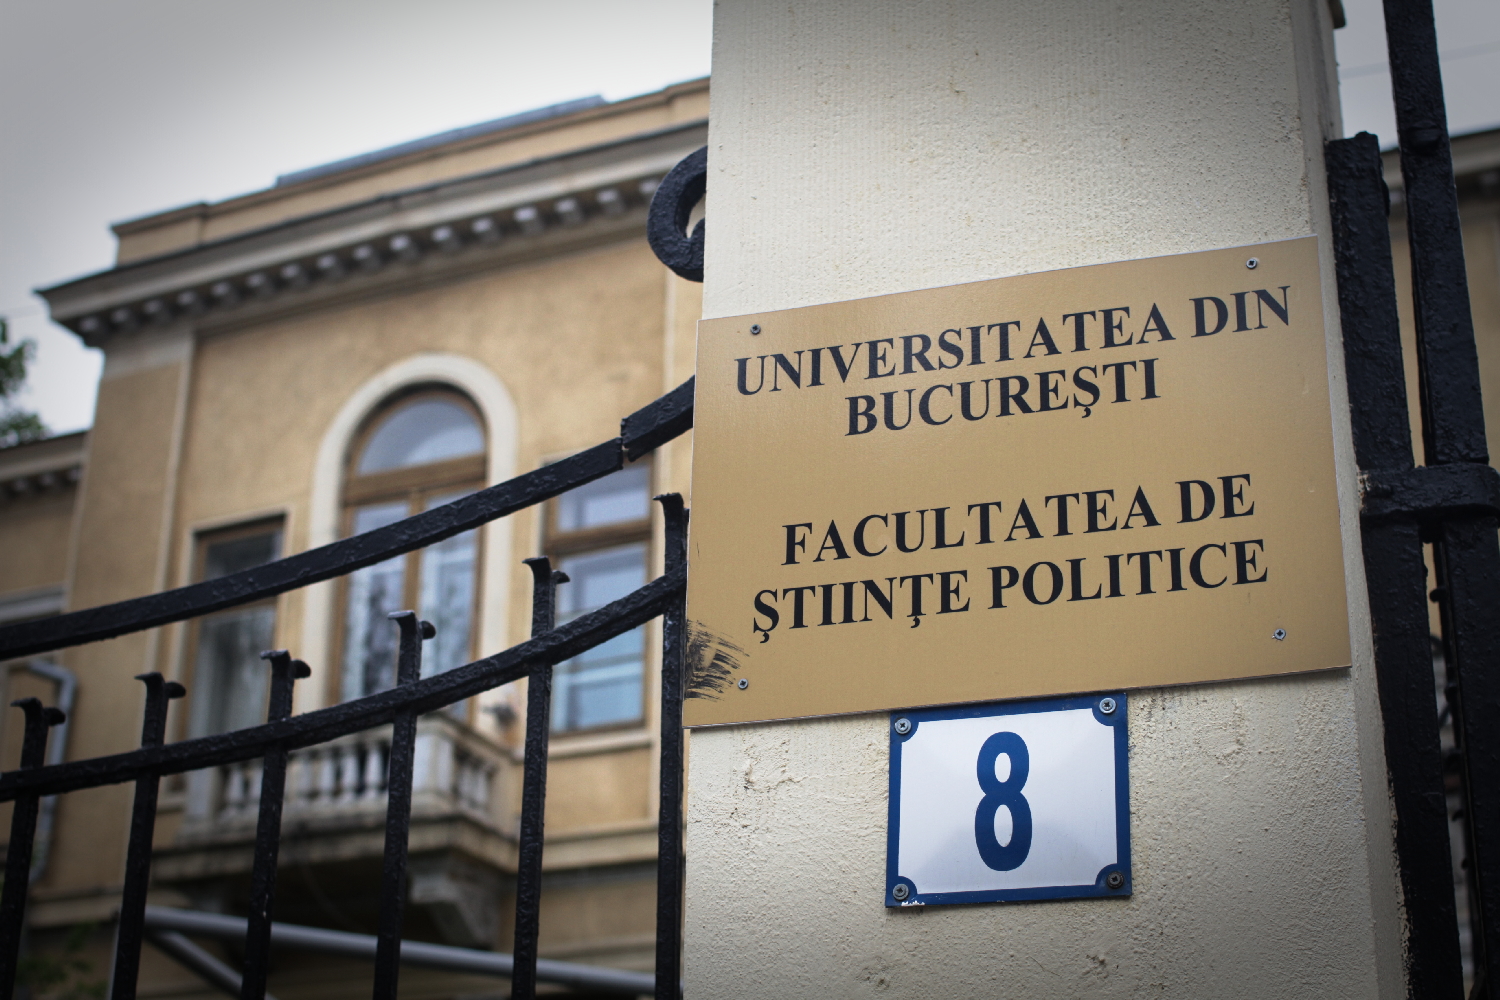 UNIVERSITATEA DIN
BUCUREŞTI
FACULTATEA DE
ŞTIINŢE POLITICE
8